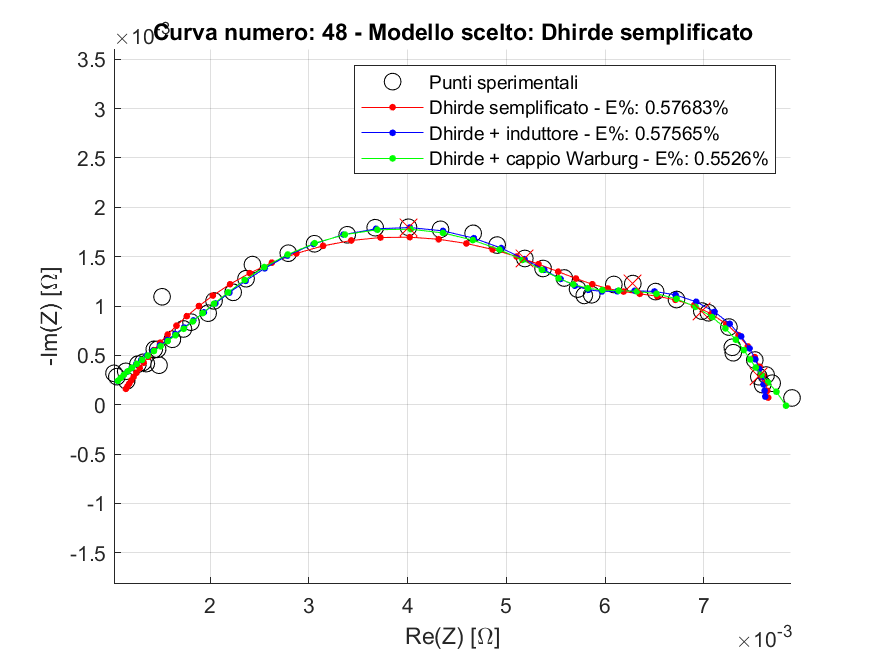 Curva numero: 48 - Modello scelto: Dhirde semplificato
×10⁻³
3.5
3
2.5
2
1.5
1
0.5
0
-0.5
-1
-1.5
-Im(Z) [Ω]
Punti sperimentali
Dhirde semplificato - E%: 0.57683%
Dhirde + induttore - E%: 0.57565%
Dhirde + cappio Warburg - E%: 0.5526%
2 3 4 5 6 7
Re(Z) [Ω]
×10⁻³